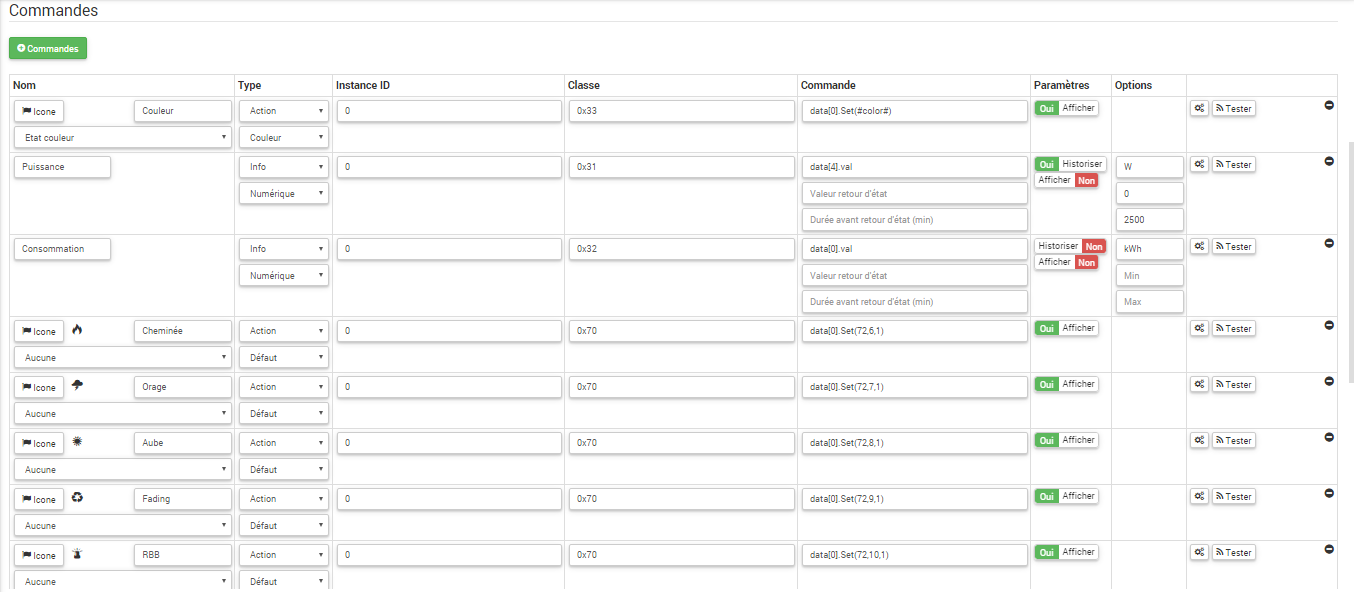 Commandes
Commandes
Nom Type Instance ID Classe Commande Paramètres Options
Icone Couleur Action 0 0x33 data[0].Set(#color#) Oui Afficher Tester
Etat couleur Couleur
Puissance Info 0 0x31 data[4].val Oui Historiser W Tester
Numérique Valeur retour d'état Afficher Non 0
Durée avant retour d'état (min) 2500
Consommation Info 0 0x32 data[0].val Historiser Non kWh Tester
Numérique Valeur retour d'état Afficher Non Min
Durée avant retour d'état (min) Max
Icone Cheminée Action 0 0x70 data[0].Set(72,6,1) Oui Afficher Tester
Aucune Défaut
Icone Orage Action 0 0x70 data[0].Set(72,7,1) Oui Afficher Tester
Aucune Défaut
Icone Aube Action 0 0x70 data[0].Set(72,8,1) Oui Afficher Tester
Aucune Défaut
Icone Fading Action 0 0x70 data[0].Set(72,9,1) Oui Afficher Tester
Aucune Défaut
Icone RBB Action 0 0x70 data[0].Set(72,10,1) Oui Afficher Tester
Aucune Défaut